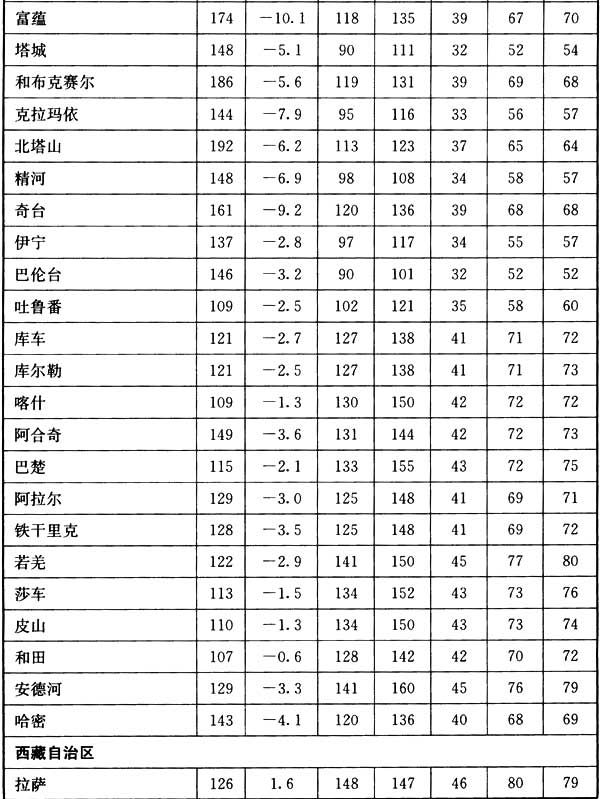 富蕴 174 －10.1 118 135 39 67 70
塔城 148 －5.1 90 111 32 52 54
和布克赛尔 186 －5.6 119 131 39 69 68
克拉玛依 144 －7.9 95 116 33 56 57
北塔山 192 －6.2 113 123 37 65 64
精河 148 －6.9 98 108 34 58 57
奇台 161 －9.2 120 136 39 68 68
伊宁 137 －2.8 97 117 34 55 57
巴伦台 146 －3.2 90 101 32 52 52
吐鲁番 109 －2.5 102 121 35 58 60
库车 121 －2.7 127 138 41 71 72
库尔勒 121 －2.5 127 138 41 71 73
喀什 109 －1.3 130 150 42 72 72
阿合奇 149 －3.6 131 144 42 72 73
巴楚 115 －2.1 133 155 43 72 75
阿拉尔 129 －3.0 125 148 41 69 71
铁干里克 128 －3.5 125 148 41 69 72
若羌 122 －2.9 141 150 45 77 80
莎车 113 －1.5 134 152 43 73 76
皮山 110 －1.3 134 150 43 73 74
和田 107 －0.6 128 142 42 70 72
安德河 129 －3.3 141 160 45 76 79
哈密 143 －4.1 120 136 40 68 69
西藏自治区
拉萨 126 1.6 148 147 46 80 79